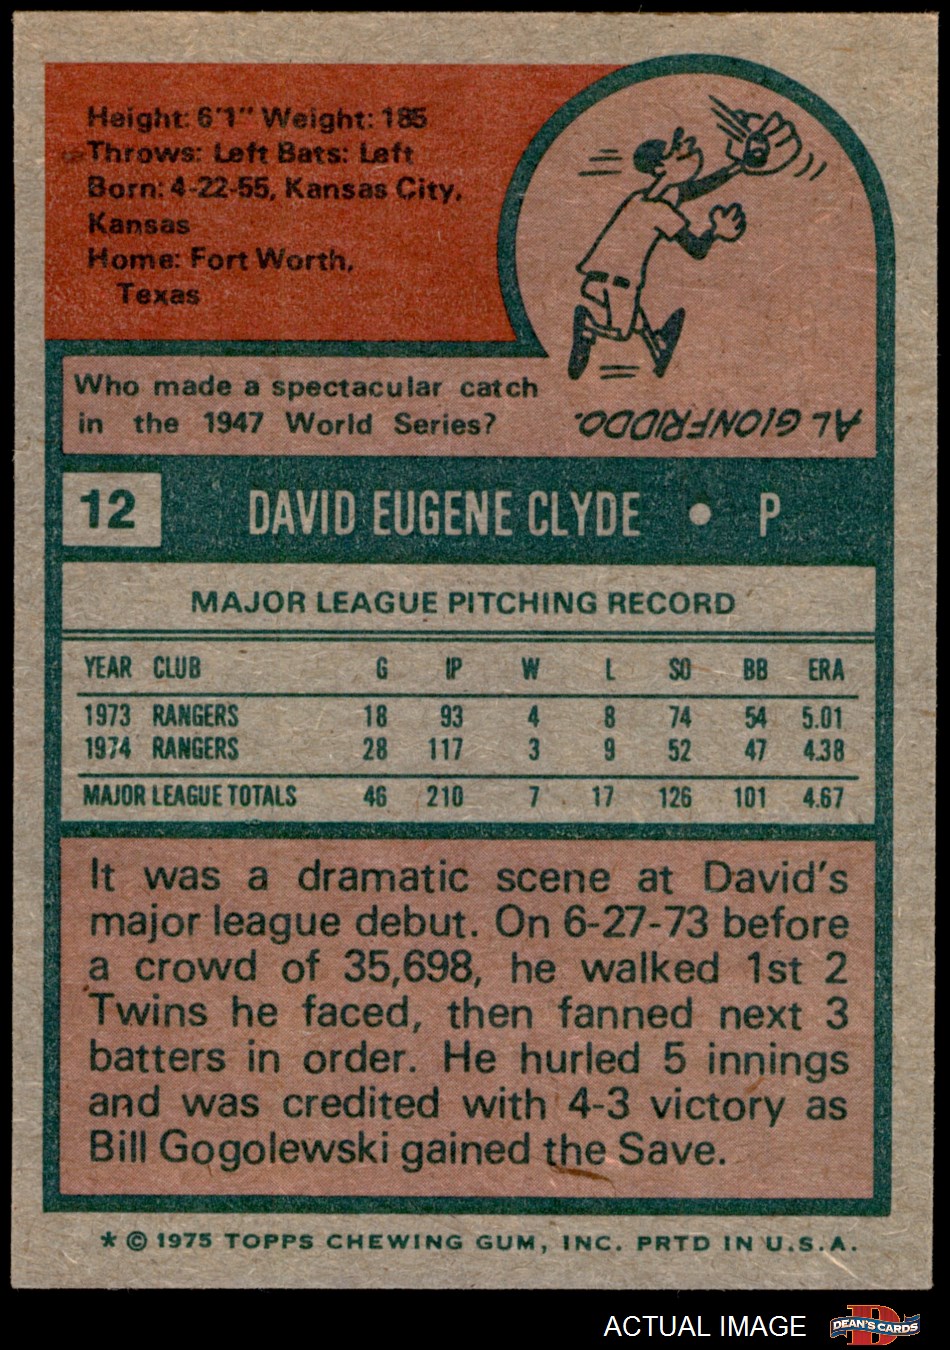 Height: 6'1" Weight: 185
Throws: Left Bats: Left
Born: 4-22-55, Kansas City,
Kansas
Home: Fort Worth,
Texas
Who made a spectacular catch
in the 1947 World Series?
AL GIONFRIDDO.
12 DAVID EUGENE CLYDE • P
MAJOR LEAGUE PITCHING RECORD
YEAR CLUB G IP W L SO BB ERA
1973 RANGERS 18 93 4 8 74 54 5.01
1974 RANGERS 28 117 3 9 52 47 4.38
MAJOR LEAGUE TOTALS 46 210 7 17 126 101 4.67
It was a dramatic scene at David's
major league debut. On 6-27-73 before
a crowd of 35,698, he walked 1st 2
Twins he faced, then fanned next 3
batters in order. He hurled 5 innings
and was credited with 4-3 victory as
Bill Gogolewski gained the Save.
* © 1975 TOPPS CHEWING GUM, INC. PRTD IN U.S.A.
ACTUAL IMAGE
D
DEAN'S CARDS